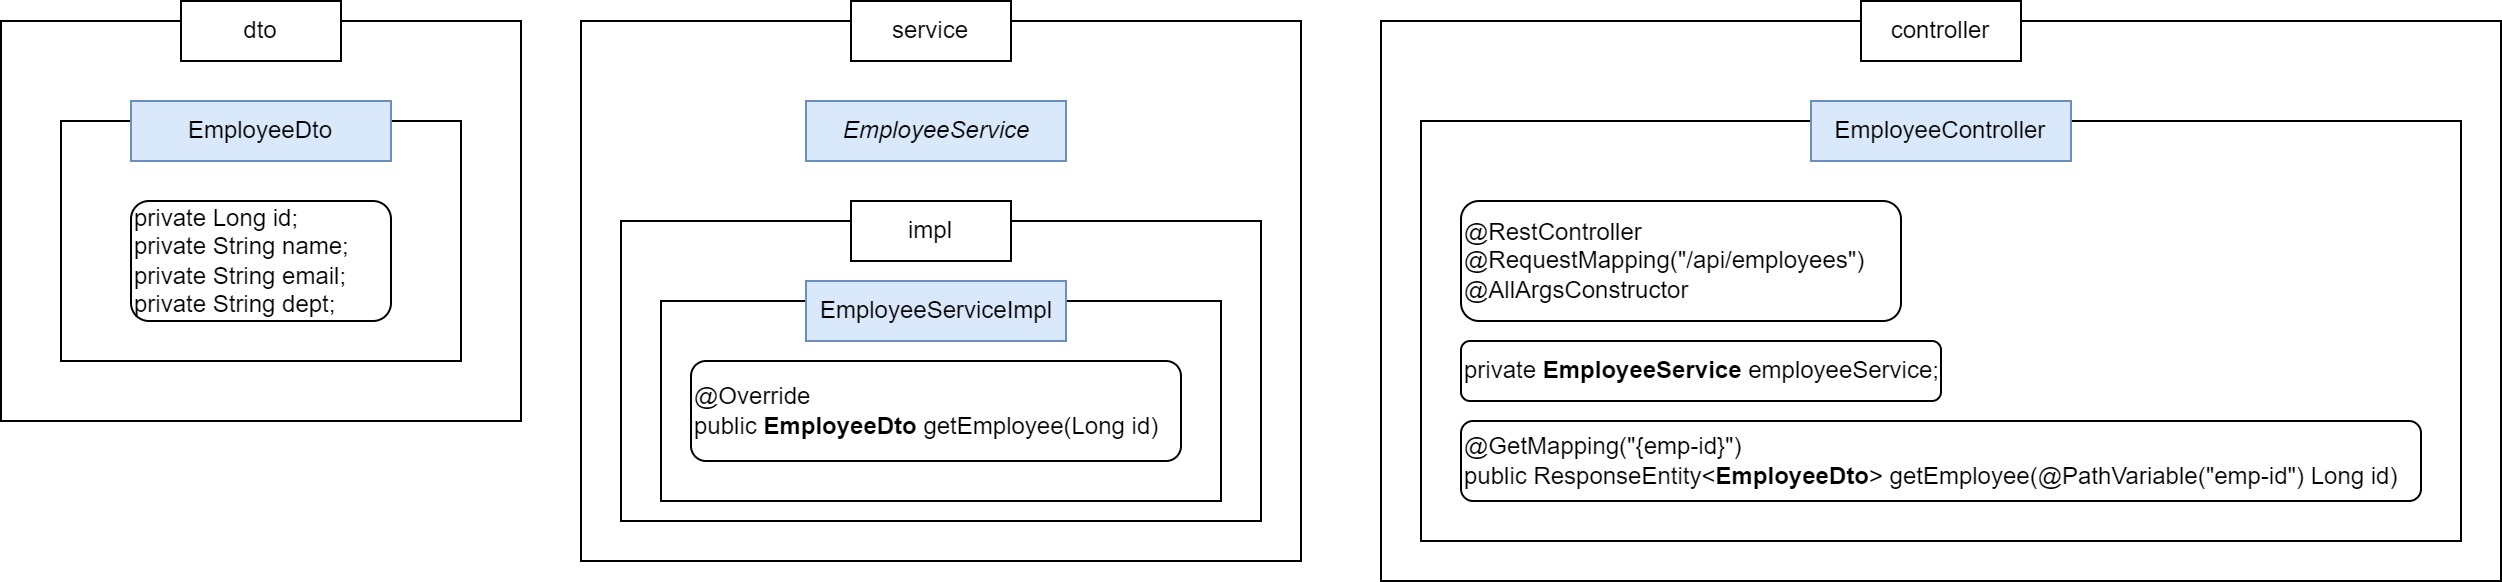 dto
EmployeeDto
private Long id;
private String name;
private String email;
private String dept;
service
EmployeeService
impl
EmployeeServiceImpl
@Override
public EmployeeDto getEmployee(Long id)
controller
EmployeeController
@RestController
@RequestMapping("/api/employees")
@AllArgsConstructor
private EmployeeService employeeService;
@GetMapping("{emp-id}")
public ResponseEntity<EmployeeDto> getEmployee(@PathVariable("emp-id") Long id)